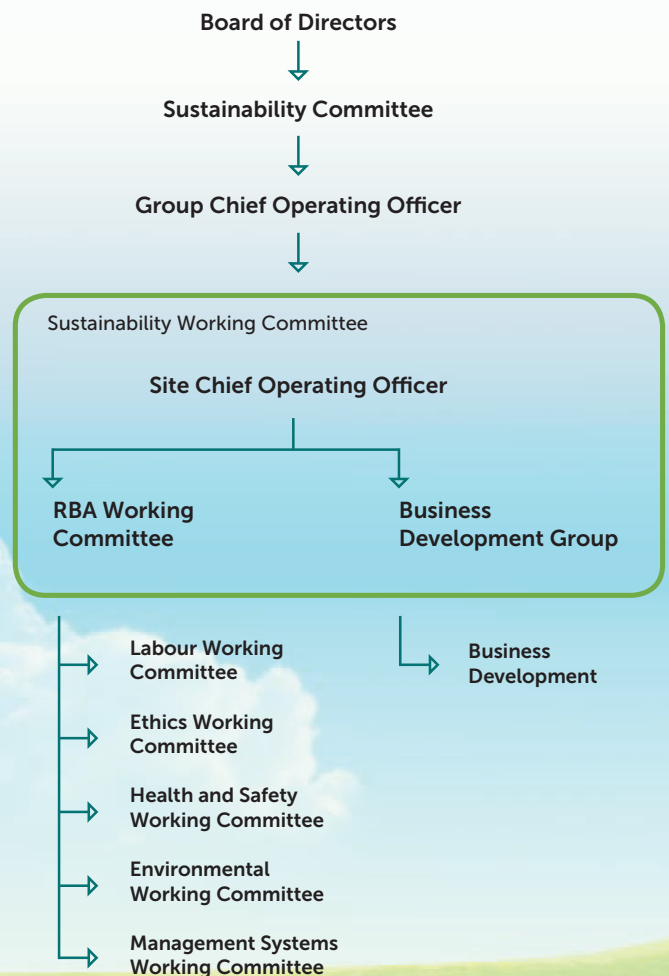 Board of Directors
Sustainability Committee
Group Chief Operating Officer
Sustainability Working Committee
Site Chief Operating Officer
RBA Working
Committee
Business
Development Group
Labour Working
Committee
Ethics Working
Committee
Health and Safety
Working Committee
Environmental
Working Committee
Management Systems
Working Committee
Business
Development